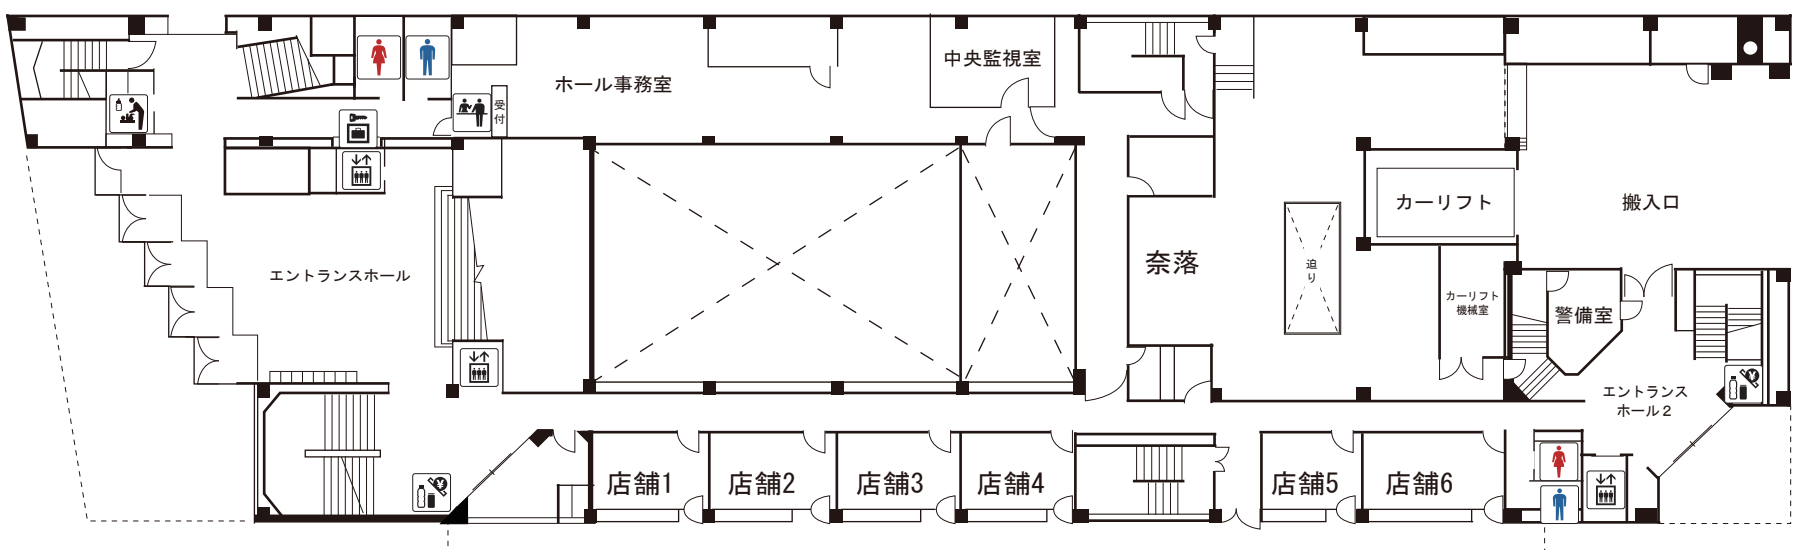 ホール事務室
中央監視室
受付
カーリフト
搬入口
奈落
迫り
エントランスホール
カーリフト
機械室
警備室
エントランス
ホール2
¥
¥
店舗1
店舗2
店舗3
店舗4
店舗5
店舗6